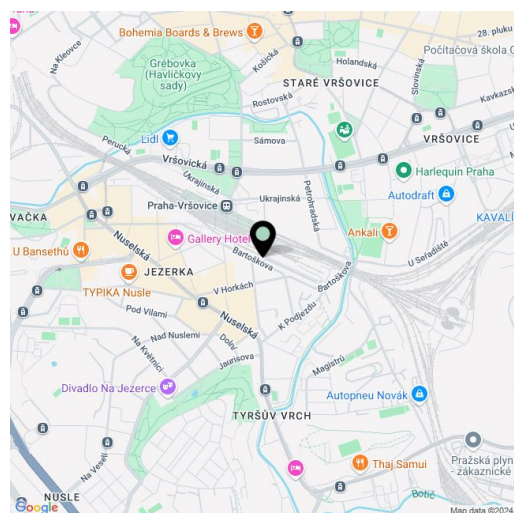 Bohemia Boards & Brews
28. pluku
Na Kleovce
Košická
Holandská
Počítačová škola
Grébovka
(Havlíčkovy
sady)
Slovinská
STARÉ VRŠOVICE
Rostovská
Kavkazská
Perucká
Lidl
Sámova
VRŠOVICE
Vršovická
Ukrajinská
Harlequin Praha
Petrohradská
Ukrajinská
Autodraft
Praha-Vršovice
VAČKA
Nuselská
Gallery Hotel
Ankali
KAVALÍ
U Bansethů
Bartoškova
U Seřadiště
JEZERKA
TYPIKA Nusle
V Horkách
Bartoškova
Pod Vilami
Nuselská
K Podjezdu
Nad Nuslemi
Dolní
Na Květnici
Jaurisova
Magistrů
Divadlo Na Jezerce
Autopneu Novák
TYRŠŮV VRCH
Na Veselí
Thaj Samui
Pražská plyn
- zákaznické
NUSLE
Botič
Google
Map data ©2024